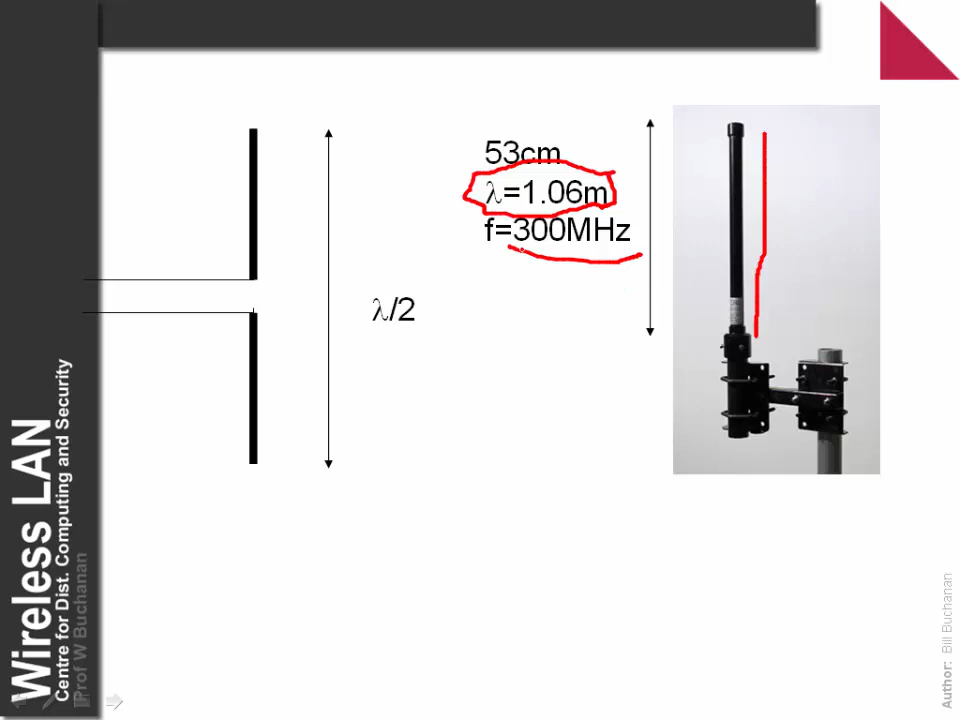 53cm
λ=1.06m
f=300MHz
λ/2
Wireless LAN
Centre for Dist. Computing and Security
Prof W Buchanan
Author: Bill Buchanan